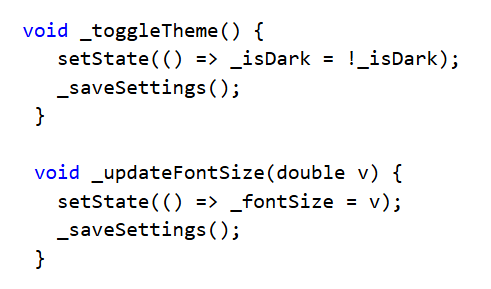 void _toggleTheme() {
setState(() => _isDark = !_isDark);
_saveSettings();
}
void _updateFontSize(double v) {
setState(() => _fontSize = v);
_saveSettings();
}